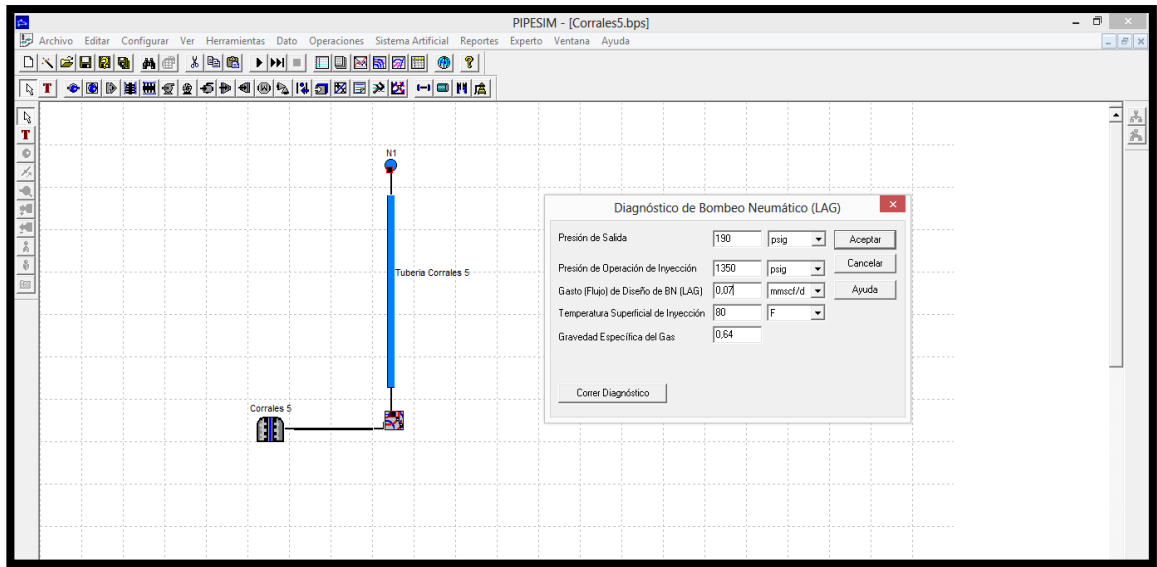 PIPESIM - [Corrales5.bps]
Archivo Editar Configurar Ver Herramientas Dato Operaciones Sistema Artificial Reportes Experto Ventana Ayuda
T
T
N1
Tuberia Corrales 5
Corrales 5
Diagnóstico de Bombeo Neumático (LAG)
Presión de Salida 190 psig Aceptar
Presión de Operación de Inyección 1350 psig Cancelar
Gasto (Flujo) de Diseño de BN (LAG) 0,07 mmscf/d Ayuda
Temperatura Superficial de Inyección 80 F
Gravedad Específica del Gas 0,64
Correr Diagnóstico